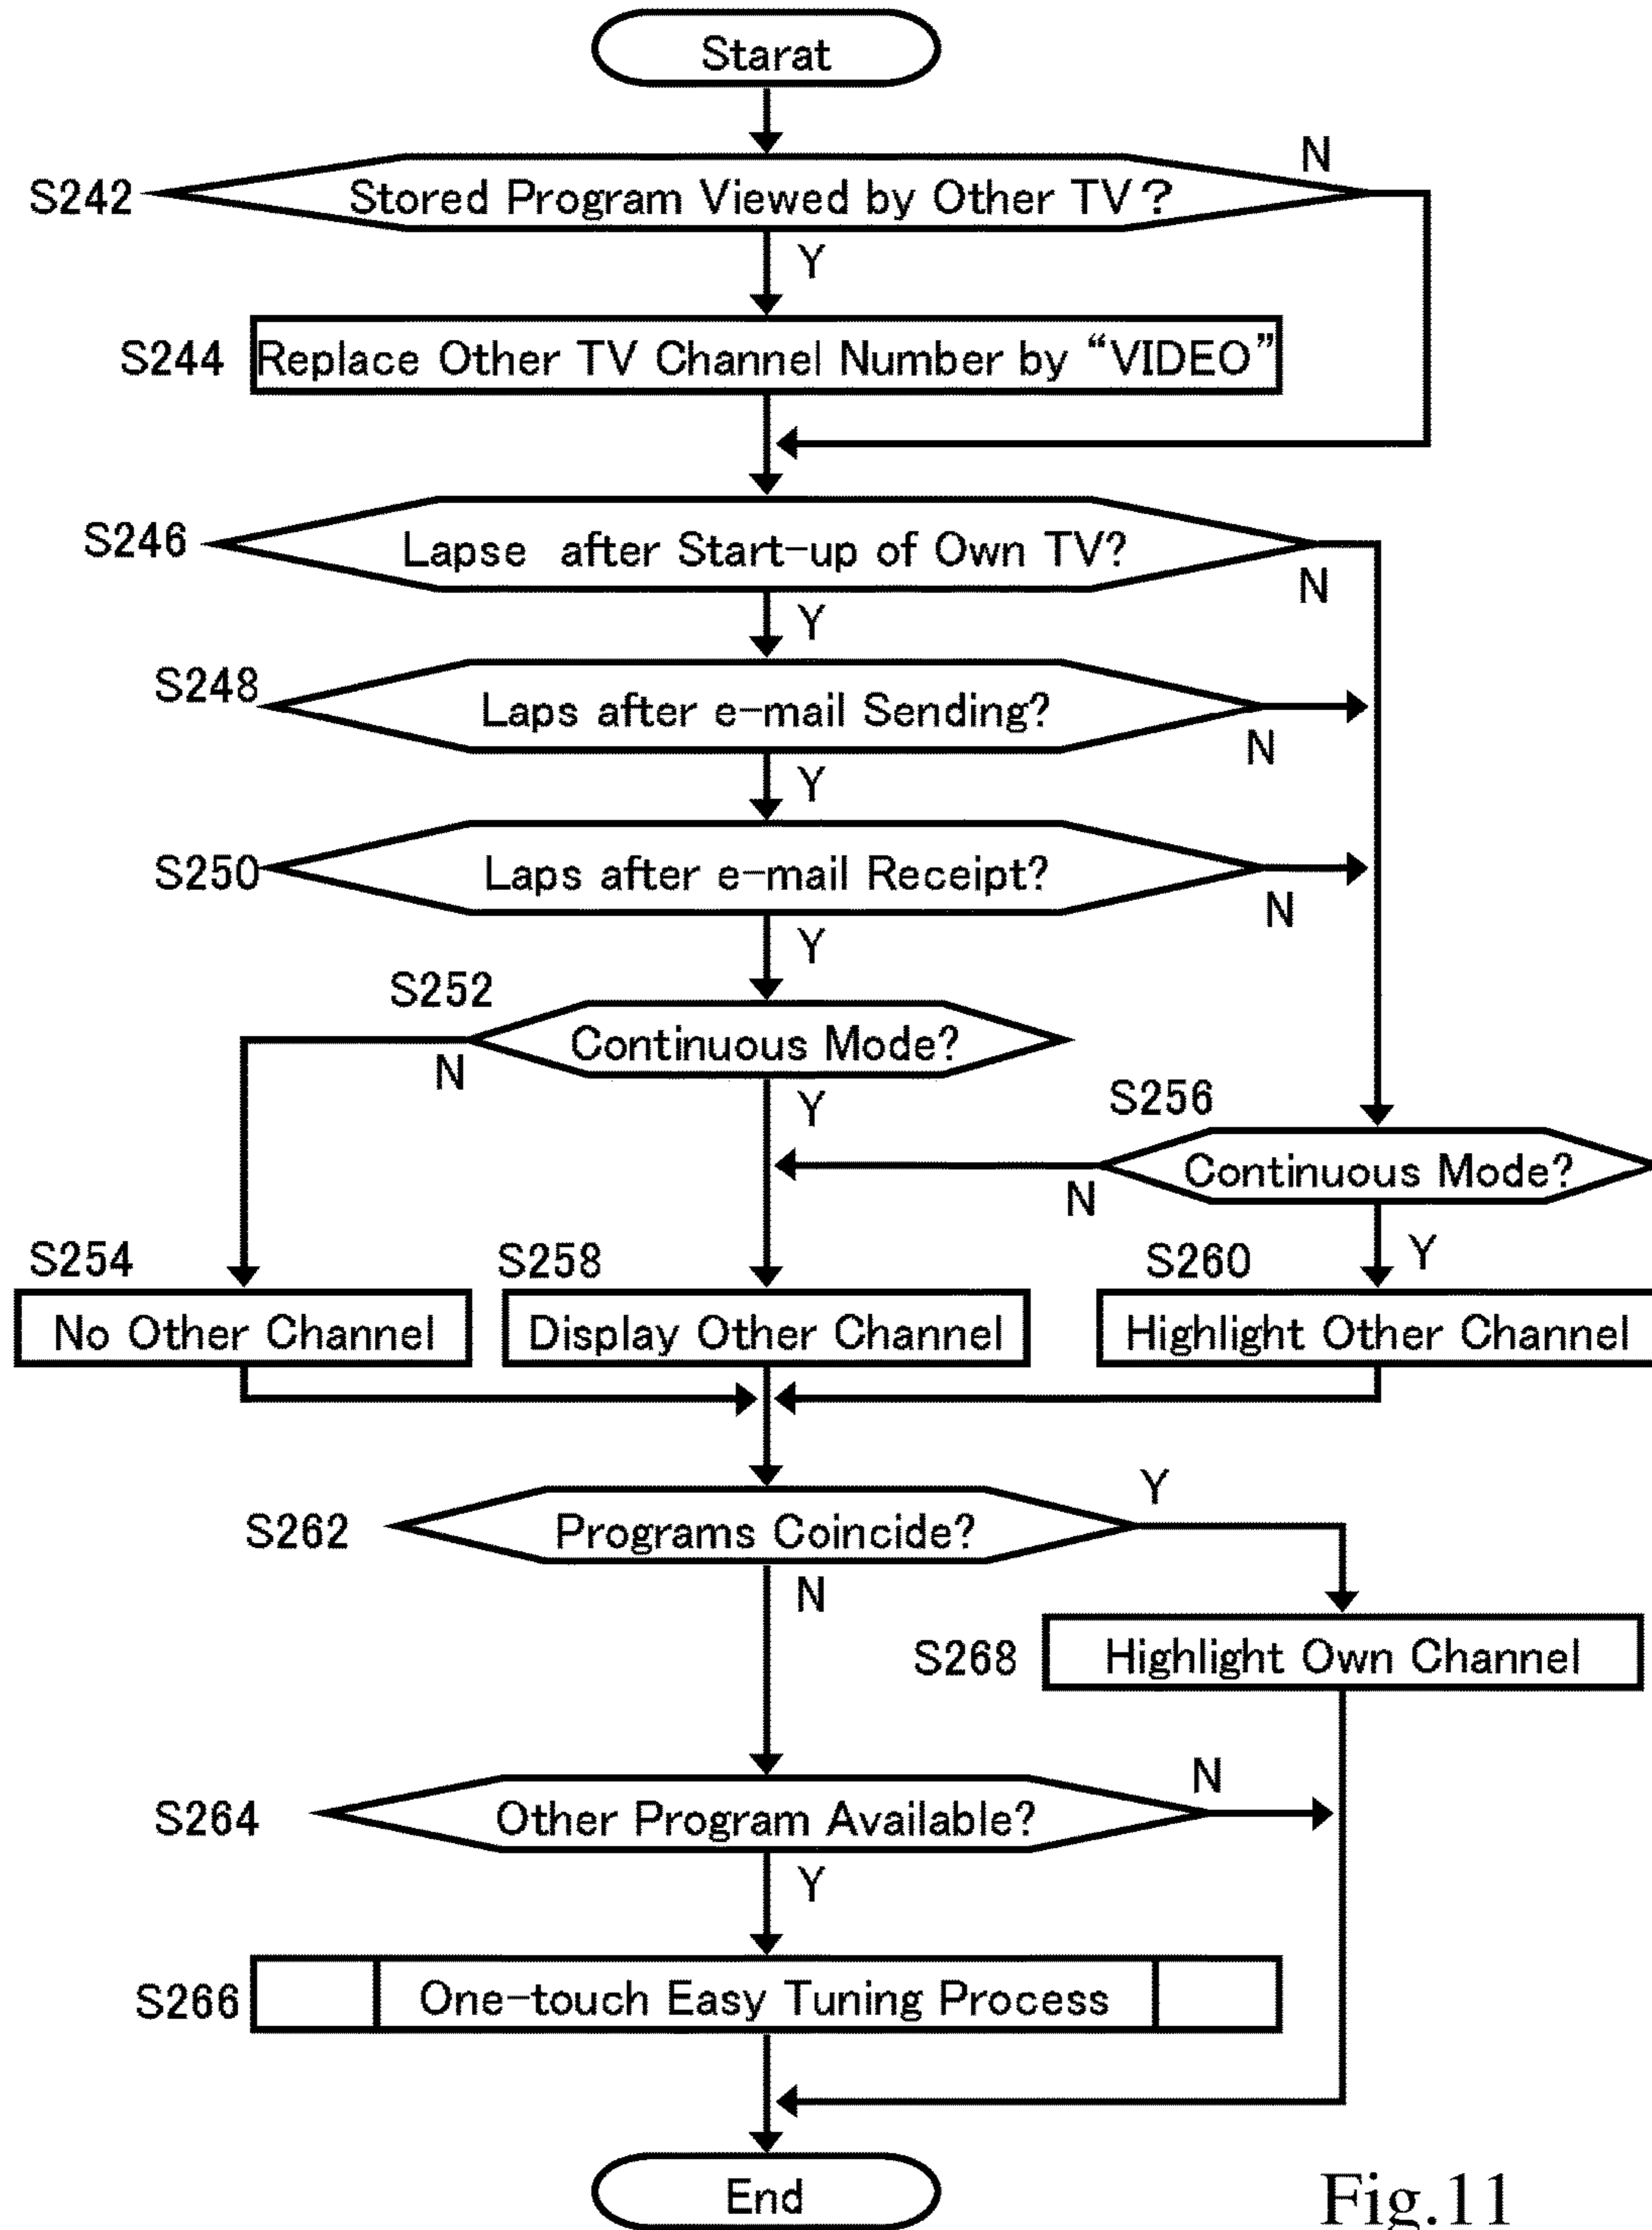 Starat
N
S242
Stored Program Viewed by Other TV?
Y
S244
Replace Other TV Channel Number by “VIDEO”
S246
Lapse after Start-up of Own TV?
N
Y
S248
Laps after e-mail Sending?
N
Y
S250
Laps after e-mail Receipt?
N
Y
S252
Continuous Mode?
N
Y
S256
Continuous Mode?
N
Y
S254
No Other Channel
S258
Display Other Channel
S260
Highlight Other Channel
S262
Programs Coincide?
Y
N
S268
Highlight Own Channel
S264
Other Program Available?
N
Y
S266
One-touch Easy Tuning Process
End
Fig.11